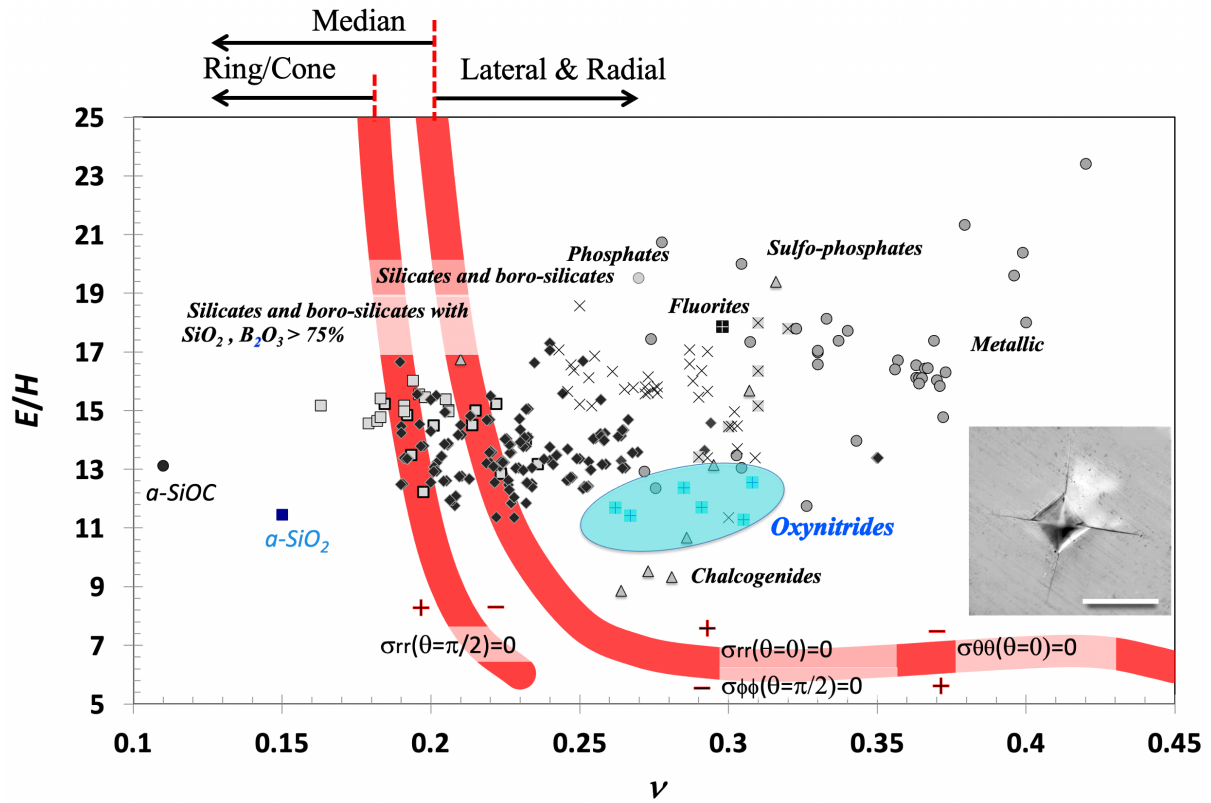 Median
Ring/Cone
Lateral & Radial
25
23
21
19
17
15
13
11
9
7
5
E/H
Phosphates
Sulfo-phosphates
Silicates and boro-silicates
Silicates and boro-silicates with
SiO2 , B2O3 > 75%
Fluorites
Metallic
a-SiOC
a-SiO2
Oxynitrides
Chalcogenides
+
−
σrr(θ=π/2)=0
+
σrr(θ=0)=0
−
σϕϕ(θ=π/2)=0
−
σθθ(θ=0)=0
+
0.1
0.15
0.2
0.25
0.3
0.35
0.4
0.45
ν